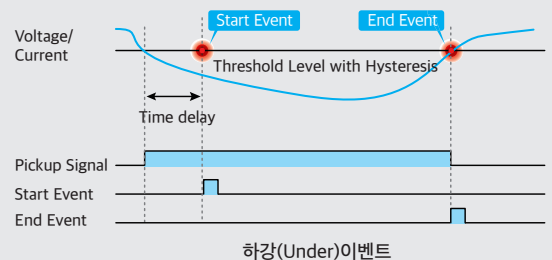 Start Event
End Event
Voltage/
Current
Threshold Level with Hysteresis
Time delay
Pickup Signal
Start Event
End Event
하강(Under)이벤트